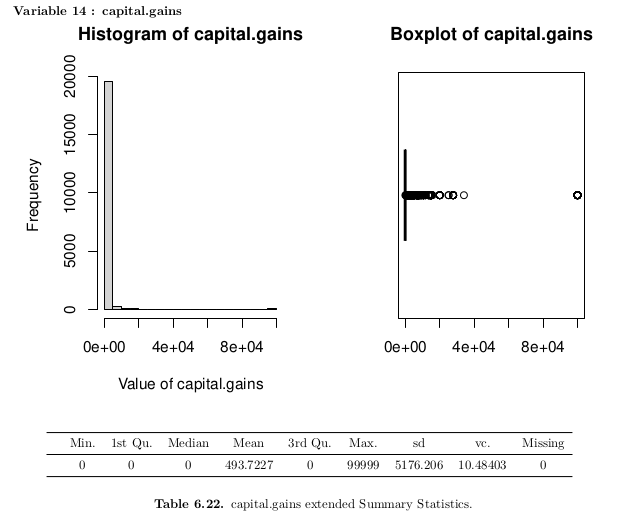 Variable 14 : capital.gains
Histogram of capital.gains
Boxplot of capital.gains
Frequency
20000
15000
10000
5000
0
0e+00 4e+04 8e+04
Value of capital.gains
0e+00 4e+04 8e+04
Min. 1st Qu. Median Mean 3rd Qu. Max. sd vc. Missing
0 0 0 493.7227 0 99999 5176.206 10.48403 0
Table 6.22. capital.gains extended Summary Statistics.